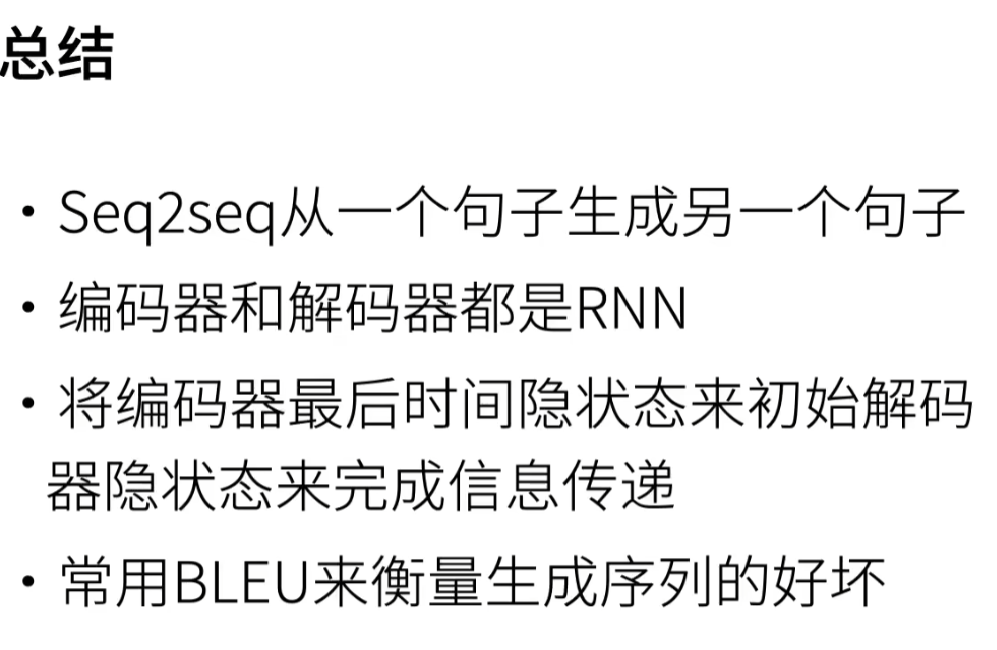 总结
・Seq2seq从一个句子生成另一个句子
・编码器和解码器都是RNN
・将编码器最后时间隐状态来初始解码
器隐状态来完成信息传递
・常用BLEU来衡量生成序列的好坏